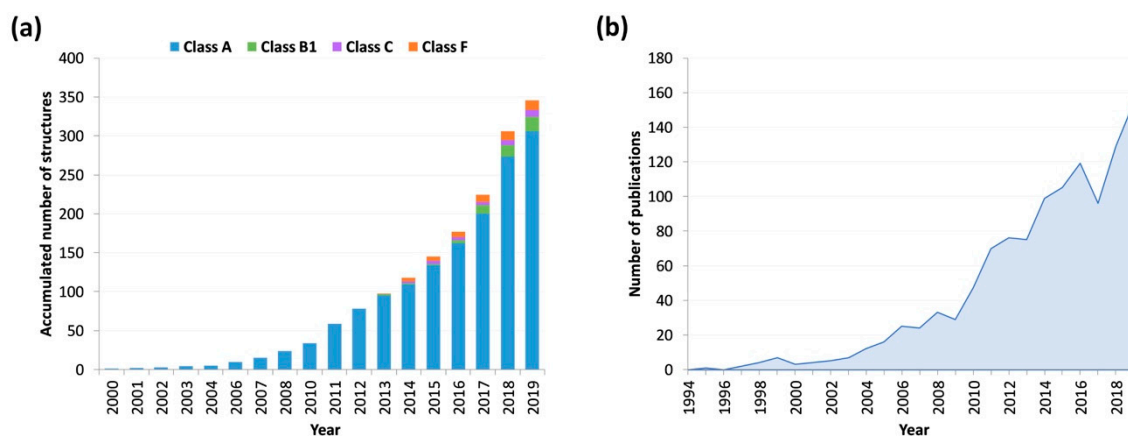 (a)
Class A Class B1 Class C Class F
400
350
300
250
200
150
100
50
0
Accumulated number of structures
2000 2001 2002 2003 2004 2006 2007 2008 2010 2011 2012 2013 2014 2015 2016 2017 2018 2019
Year
(b)
180
160
140
120
100
80
60
40
20
0
Number of publications
1994 1996 1998 2000 2002 2004 2006 2008 2010 2012 2014 2016 2018
Year